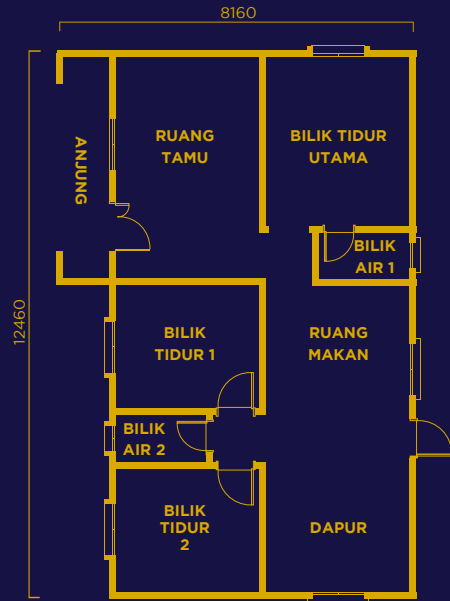 8160
RUANG
TAMU
BILIK TIDUR
UTAMA
ANJUNG
BILIK
AIR 1
12460
BILIK
TIDUR 1
RUANG
MAKAN
BILIK
AIR 2
BILIK
TIDUR
2
DAPUR